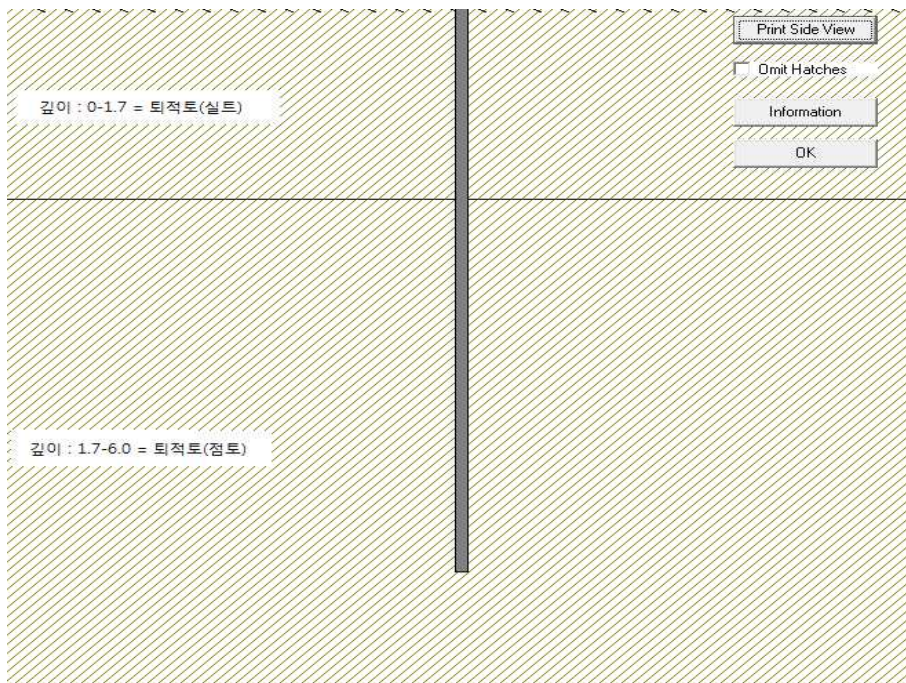 Print Side View
Omit Hatches
깊이 : 0-1.7 = 퇴적토(실트)
Information
OK
깊이 : 1.7-6.0 = 퇴적토(점토)